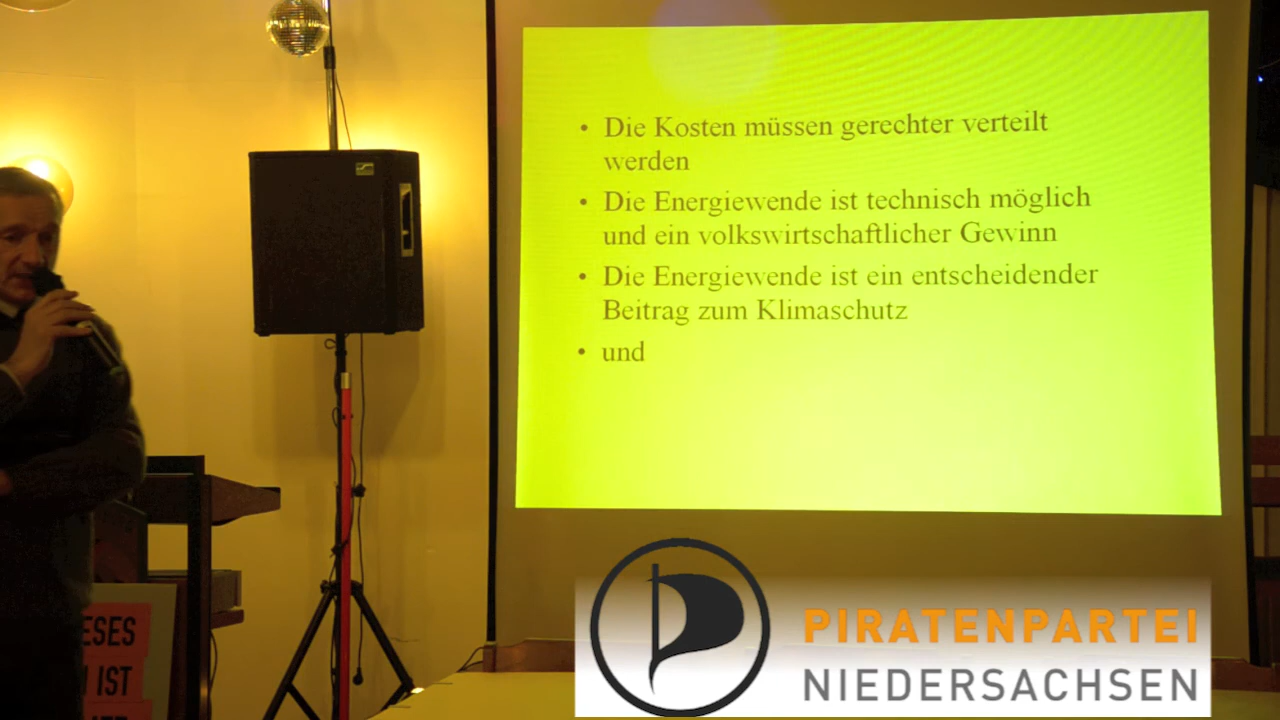 • Die Kosten müssen gerechter verteilt
werden
• Die Energiewende ist technisch möglich
und ein volkswirtschaftlicher Gewinn
• Die Energiewende ist ein entscheidender
Beitrag zum Klimaschutz
• und
ESES
IST
PIRATENPARTEI
NIEDERSACHSEN